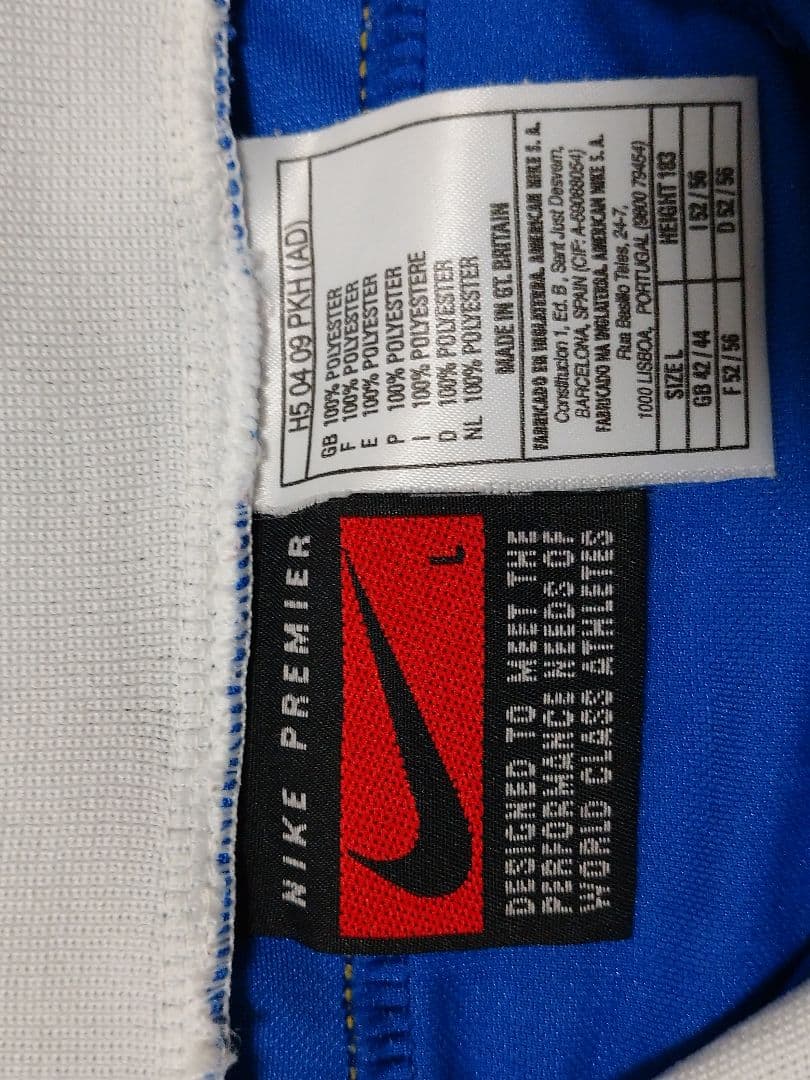 H5 04 09 PKH (AD)
GB 100% POLYESTER
F 100% POLYESTER
E 100% POLYESTER
P 100% POLYESTER
I 100% POLYESTERE
D 100% POLYESTER
NL 100% POLYESTER
MADE IN GT. BRITAIN
FABRICADO EN INGLATERRA. AMERICAN NIKE S. A.
Constitucion 1, Ed. B, Sant Just Desvern,
BARCELONA, SPAIN (CIF: A-59088054)
FABRICADO NA INGLATERRA. AMERICAN NIKE S.A.
Rua Basilio Teles, 24-7,
1000 LISBOA, PORTUGAL (9800 79454)
SIZE L HEIGHT 183
GB 42 / 44 I 52 / 56
F 52 / 56 D 52 / 56
NIKE PREMIER
L
DESIGNED TO MEET THE
PERFORMANCE NEEDS OF
WORLD CLASS ATHLETES